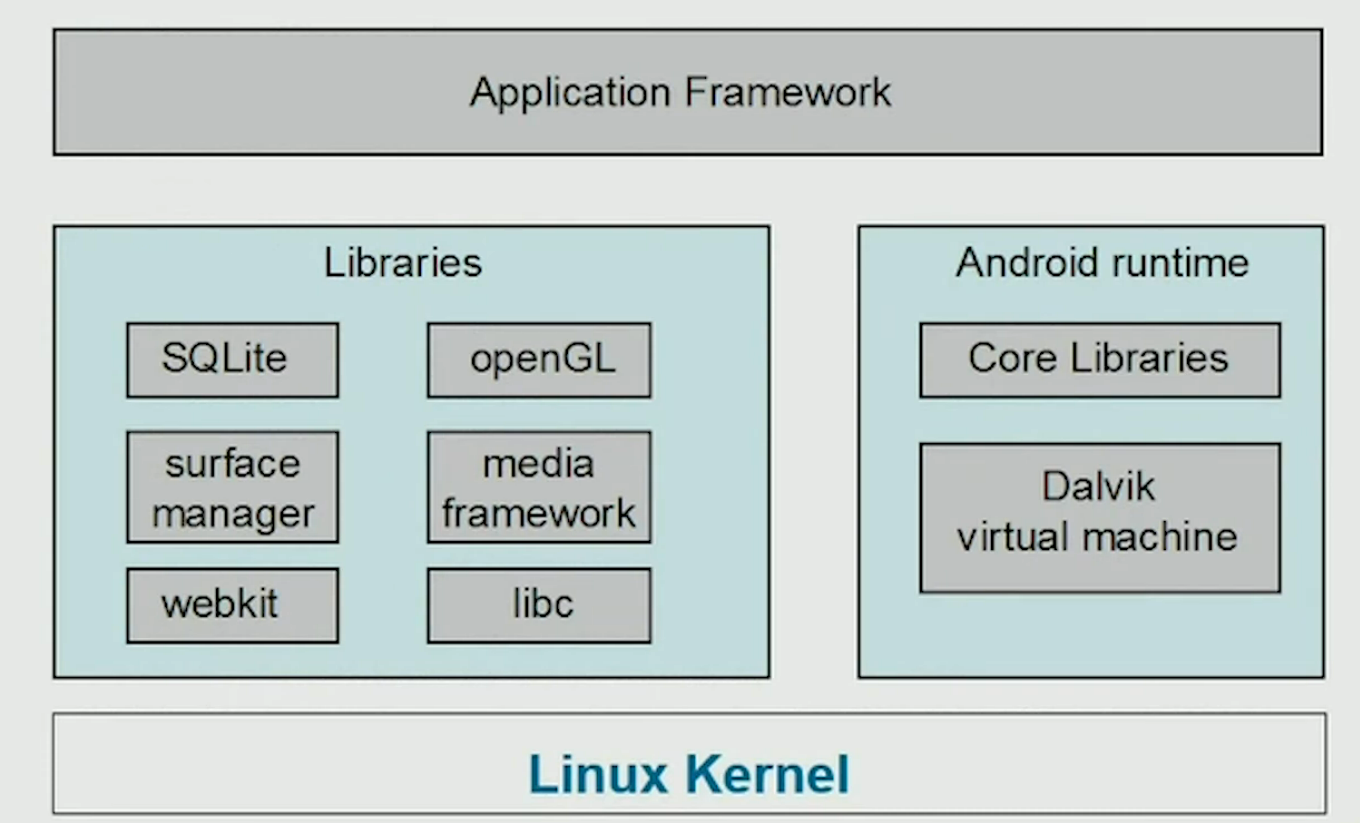 Application Framework
Libraries
SQLite
openGL
surface
manager
media
framework
webkit
libc
Android runtime
Core Libraries
Dalvik
virtual machine
Linux Kernel